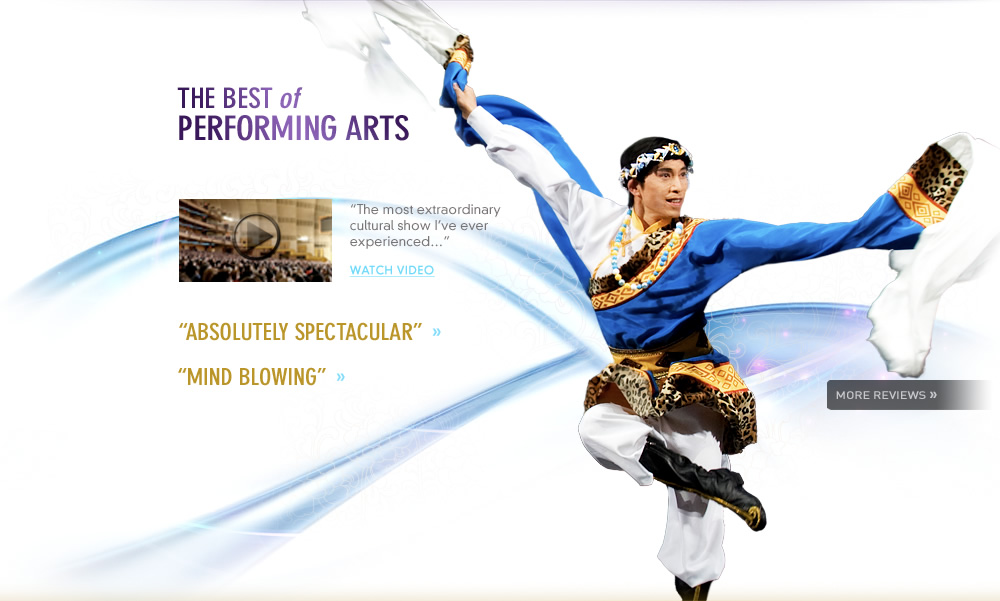 THE BEST of
PERFORMING ARTS
“The most extraordinary
cultural show I’ve ever
experienced...”
WATCH VIDEO
“ABSOLUTELY SPECTACULAR” »
“MIND BLOWING” »
MORE REVIEWS »